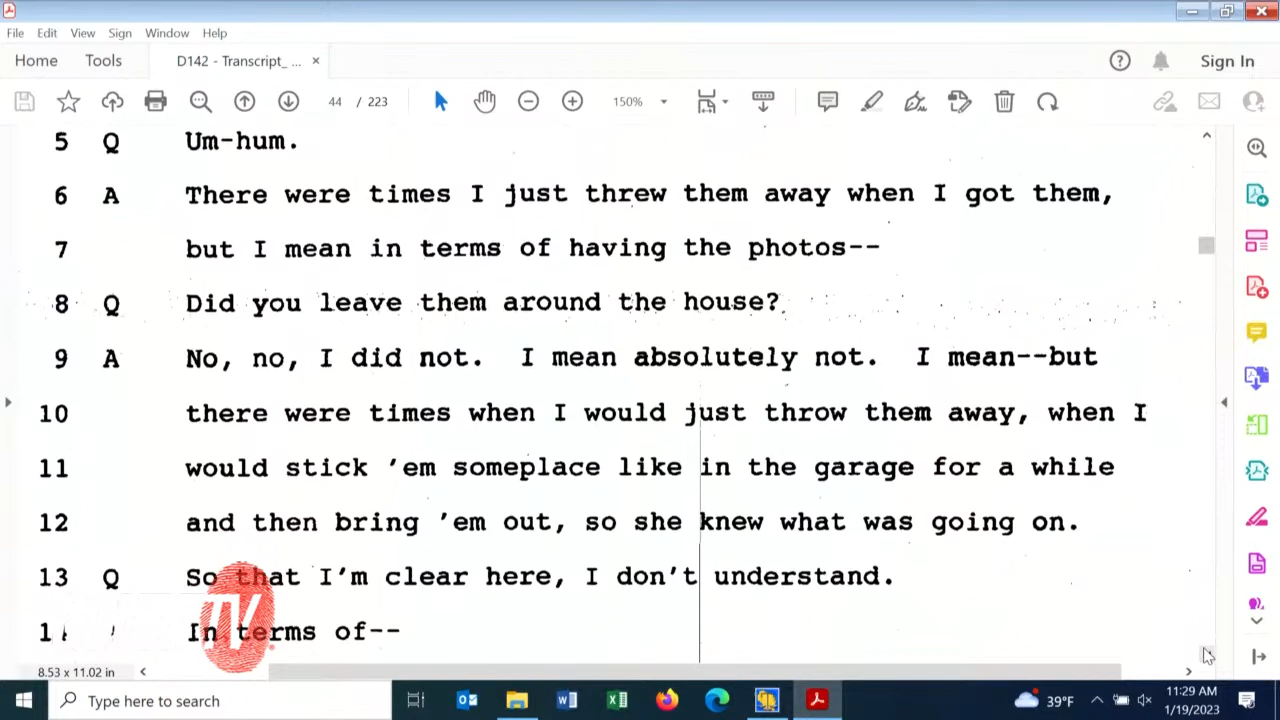 File Edit View Sign Window Help
Home Tools D142 - Transcript_ ... × Sign In
44 / 223 150%
5 Q Um-hum.
6 A There were times I just threw them away when I got them,
7 but I mean in terms of having the photos--
8 Q Did you leave them around the house?
9 A No, no, I did not. I mean absolutely not. I mean--but
10 there were times when I would just throw them away, when I
11 would stick 'em someplace like in the garage for a while
12 and then bring 'em out, so she knew what was going on.
13 Q So that I'm clear here, I don't understand.
In terms of--
TV
8.53 x 11.02 in
Type here to search
39°F
11:29 AM
1/19/2023